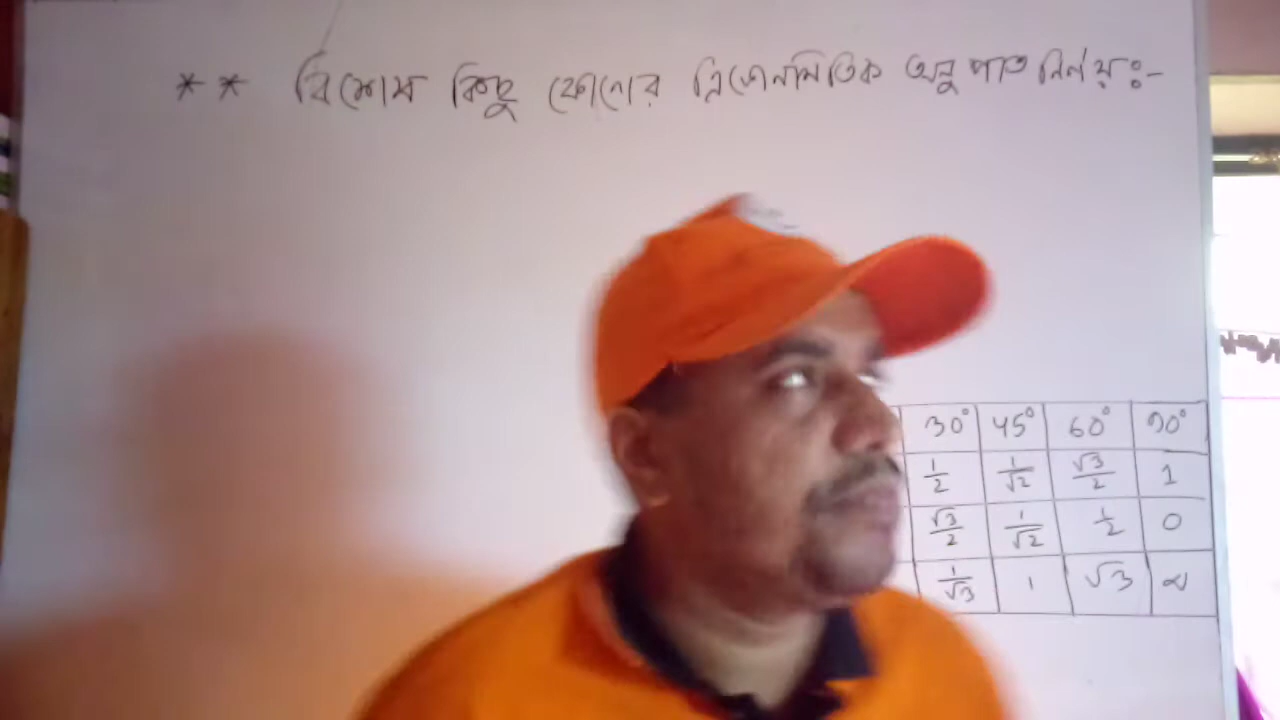 ** বিশেষ কিছু কোণের ত্রিকোণমিতিক অনুপাত নির্ণয়ঃ-
30° 45° 60° 90°
1/2 1/√2 √3/2 1
√3/2 1/√2 1/2 0
1/√3 1 √3 ∝